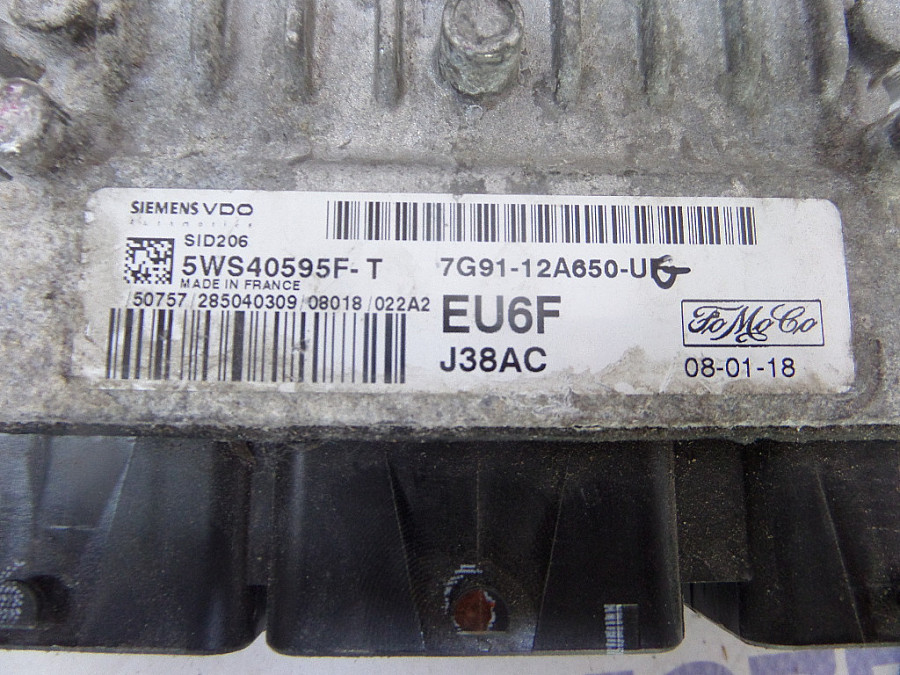 SIEMENS VDO
SID206
5WS40595F-T
MADE IN FRANCE
/50757/285040309/08018/022A2
7G91-12A650-U
EU6F
J38AC
FoMoCo
08-01-18